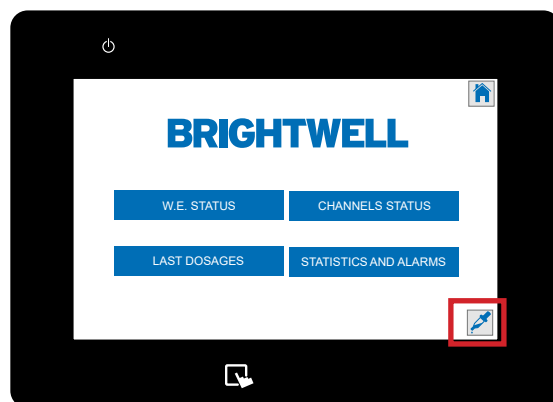 BRIGHTWELL
W.E. STATUS
CHANNELS STATUS
LAST DOSAGES
STATISTICS AND ALARMS